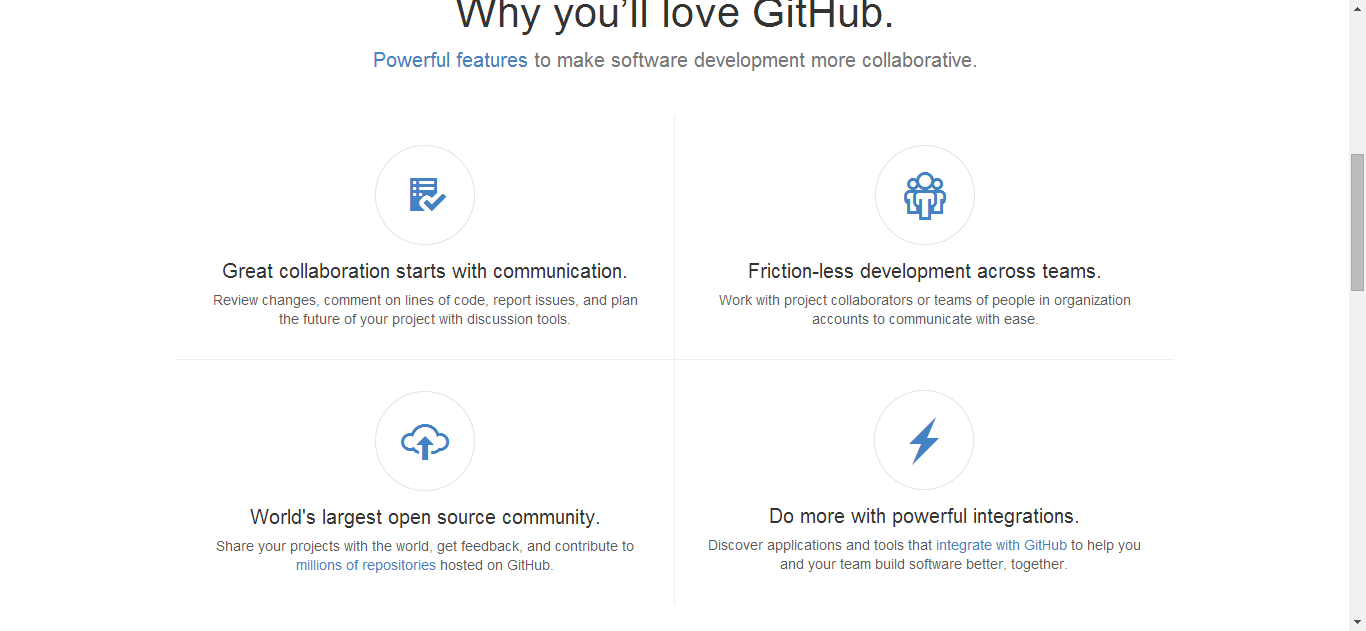 Why you’ll love GitHub.
Powerful features to make software development more collaborative.
Great collaboration starts with communication.
Review changes, comment on lines of code, report issues, and plan
the future of your project with discussion tools.
Friction-less development across teams.
Work with project collaborators or teams of people in organization
accounts to communicate with ease.
World's largest open source community.
Share your projects with the world, get feedback, and contribute to
millions of repositories hosted on GitHub.
Do more with powerful integrations.
Discover applications and tools that integrate with GitHub to help you
and your team build software better, together.